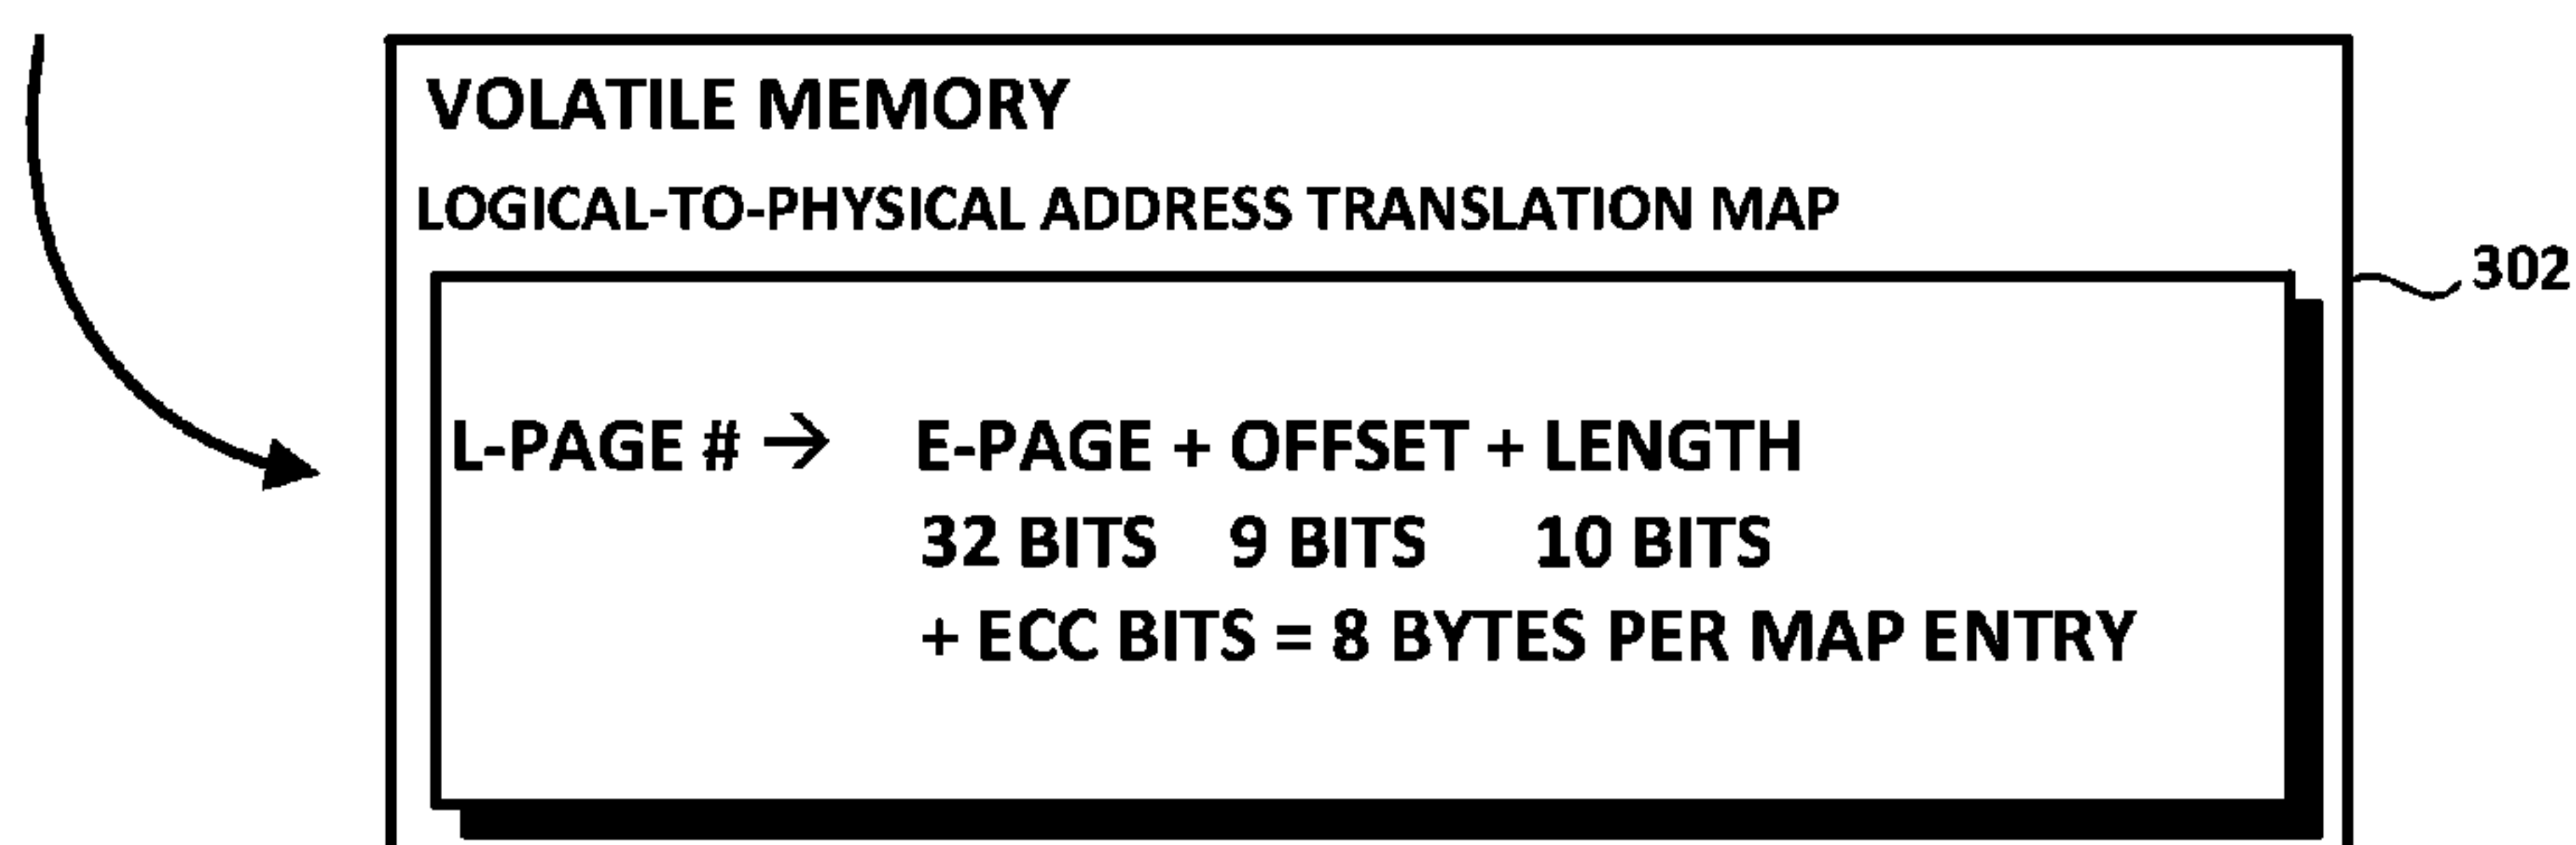 VOLATILE MEMORY
LOGICAL-TO-PHYSICAL ADDRESS TRANSLATION MAP
302
L-PAGE # → E-PAGE + OFFSET + LENGTH
32 BITS 9 BITS 10 BITS
+ ECC BITS = 8 BYTES PER MAP ENTRY